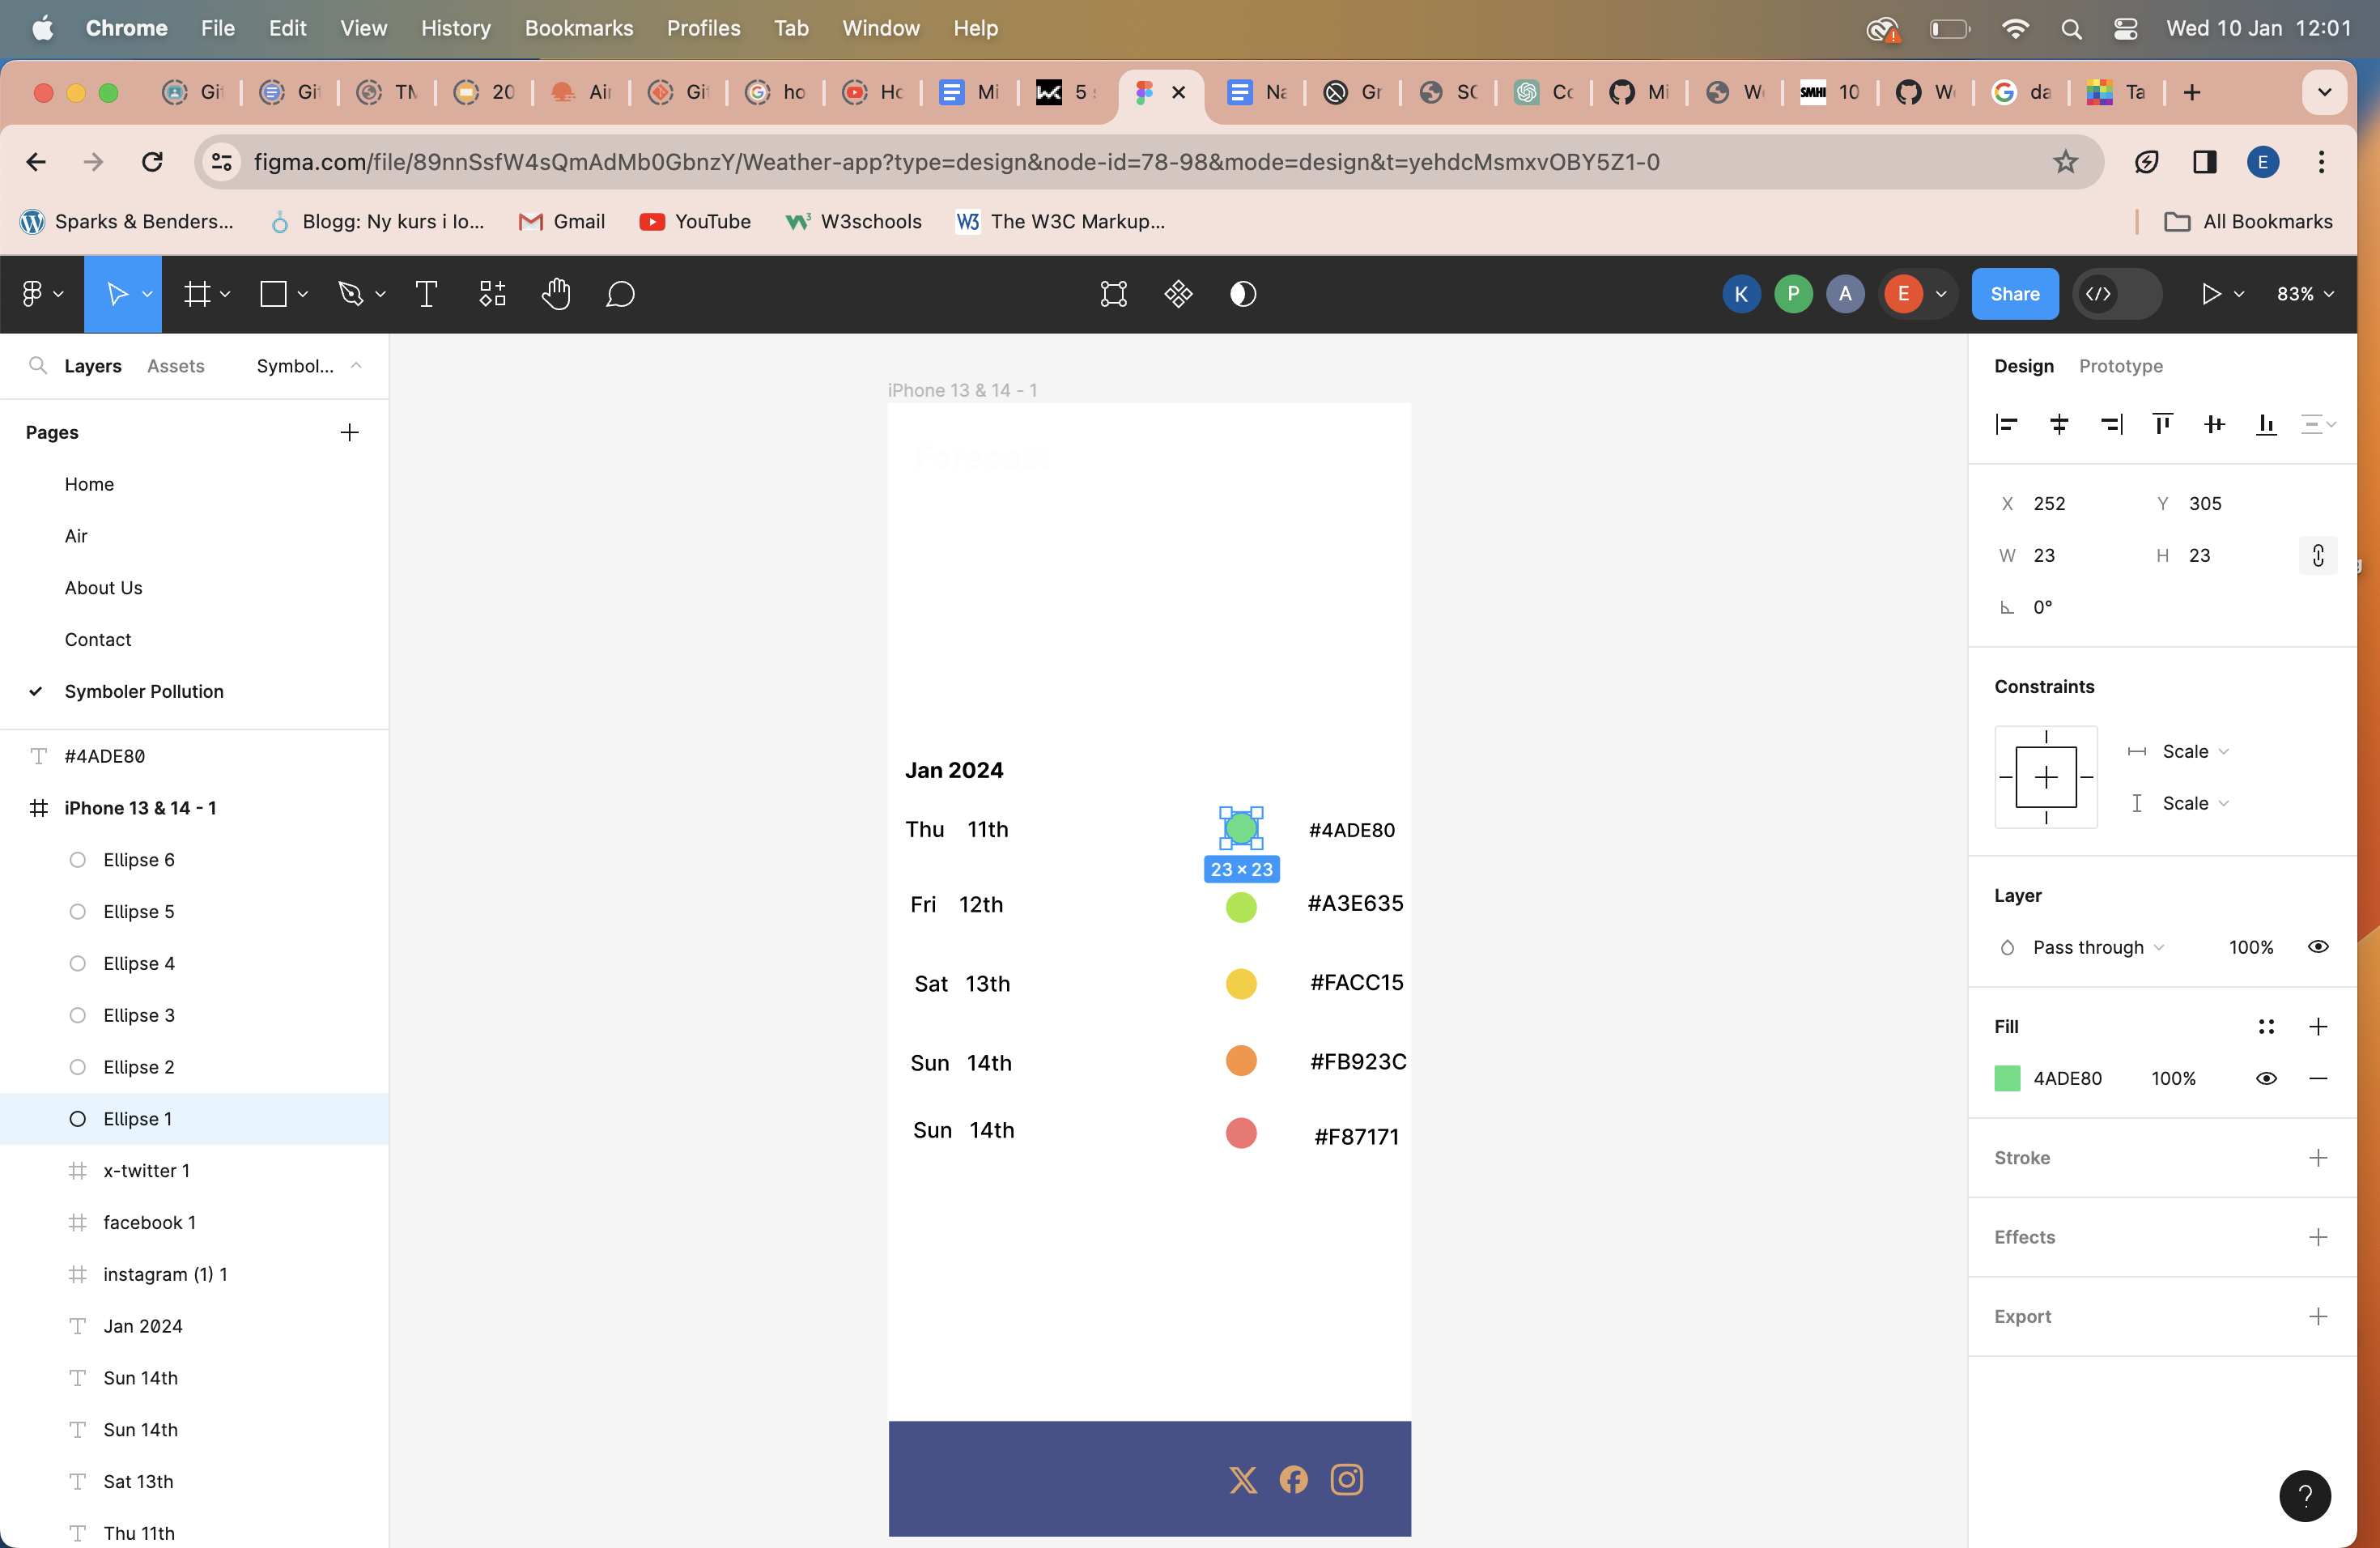 Chrome File Edit View History Bookmarks Profiles Tab Window Help Wed 10 Jan 12:01
Gi TM 20 Air Gi ho Ho Mi 5 Na Gr SC Co Mi W SMHI 10 W da Ta
figma.com/file/89nnSsfW4sQmAdMb0GbnzY/Weather-app?type=design&node-id=78-98&mode=design&t=yehdcMsmxvOBY5Z1-0 E
Sparks & Benders... Blogg: Ny kurs i lo... Gmail YouTube W3schools The W3C Markup... All Bookmarks
K P A E Share 83%
Layers Assets Symbol...
Pages
Home
Air
About Us
Contact
Symboler Pollution
#4ADE80
iPhone 13 & 14 - 1
Ellipse 6
Ellipse 5
Ellipse 4
Ellipse 3
Ellipse 2
Ellipse 1
x-twitter 1
facebook 1
instagram (1) 1
Jan 2024
Sun 14th
Sun 14th
Sat 13th
Thu 11th
iPhone 13 & 14 - 1
Forecast
Jan 2024
Thu 11th #4ADE80
23 × 23
Fri 12th #A3E635
Sat 13th #FACC15
Sun 14th #FB923C
Sun 14th #F87171
Design Prototype
X 252 Y 305
W 23 H 23
0°
Constraints
Scale
Scale
Layer
Pass through 100%
Fill
4ADE80 100%
Stroke
Effects
Export
?